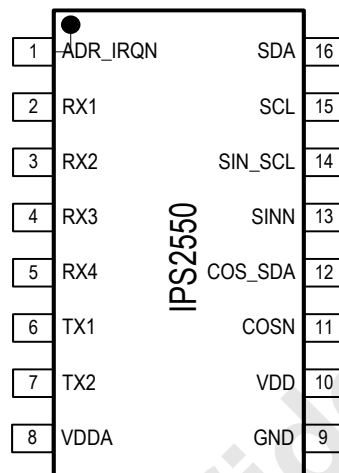 1 ADR_IRQN SDA 16
2 RX1 SCL 15
3 RX2 SIN_SCL 14
4 RX3 SINN 13
IPS2550
5 RX4 COS_SDA 12
6 TX1 COSN 11
7 TX2 VDD 10
8 VDDA GND 9